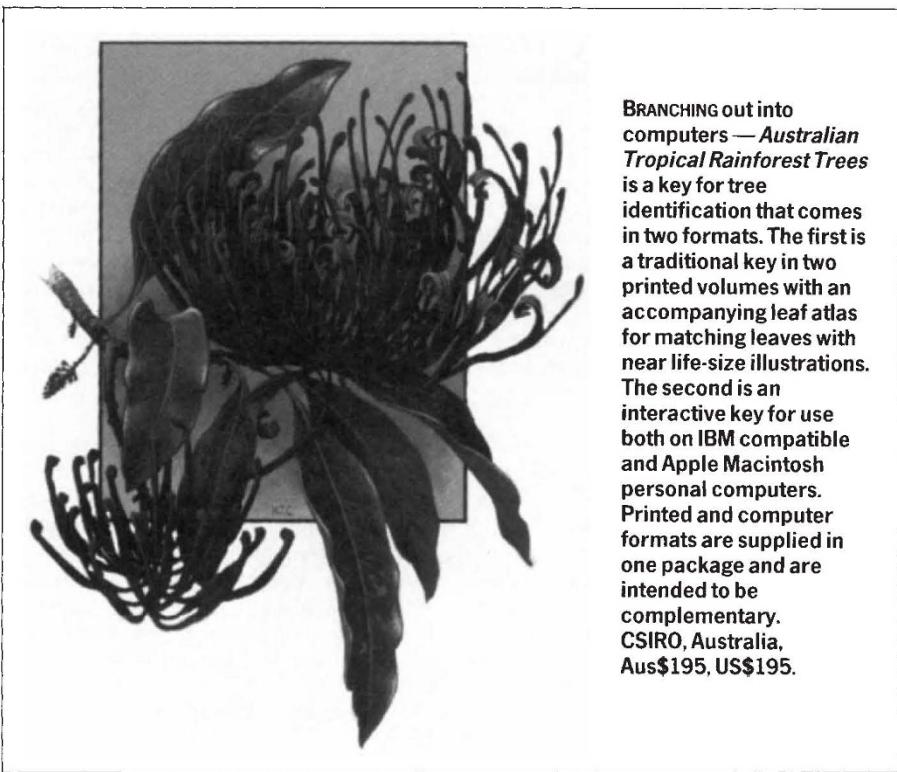 BRANCHING out into
computers — Australian
Tropical Rainforest Trees
is a key for tree
identification that comes
in two formats. The first is
a traditional key in two
printed volumes with an
accompanying leaf atlas
for matching leaves with
near life-size illustrations.
The second is an
interactive key for use
both on IBM compatible
and Apple Macintosh
personal computers.
Printed and computer
formats are supplied in
one package and are
intended to be
complementary.
CSIRO, Australia,
Aus$195, US$195.